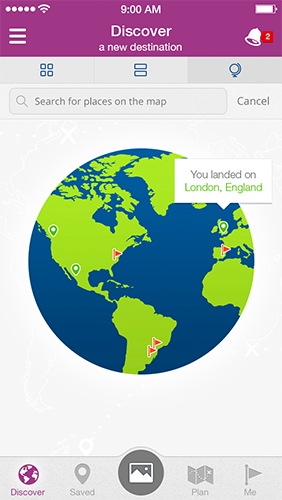 9:00 AM
100%
Discover
a new destination
2
Search for places on the map
Cancel
You landed on
London, England
Discover
Saved
Plan
Me